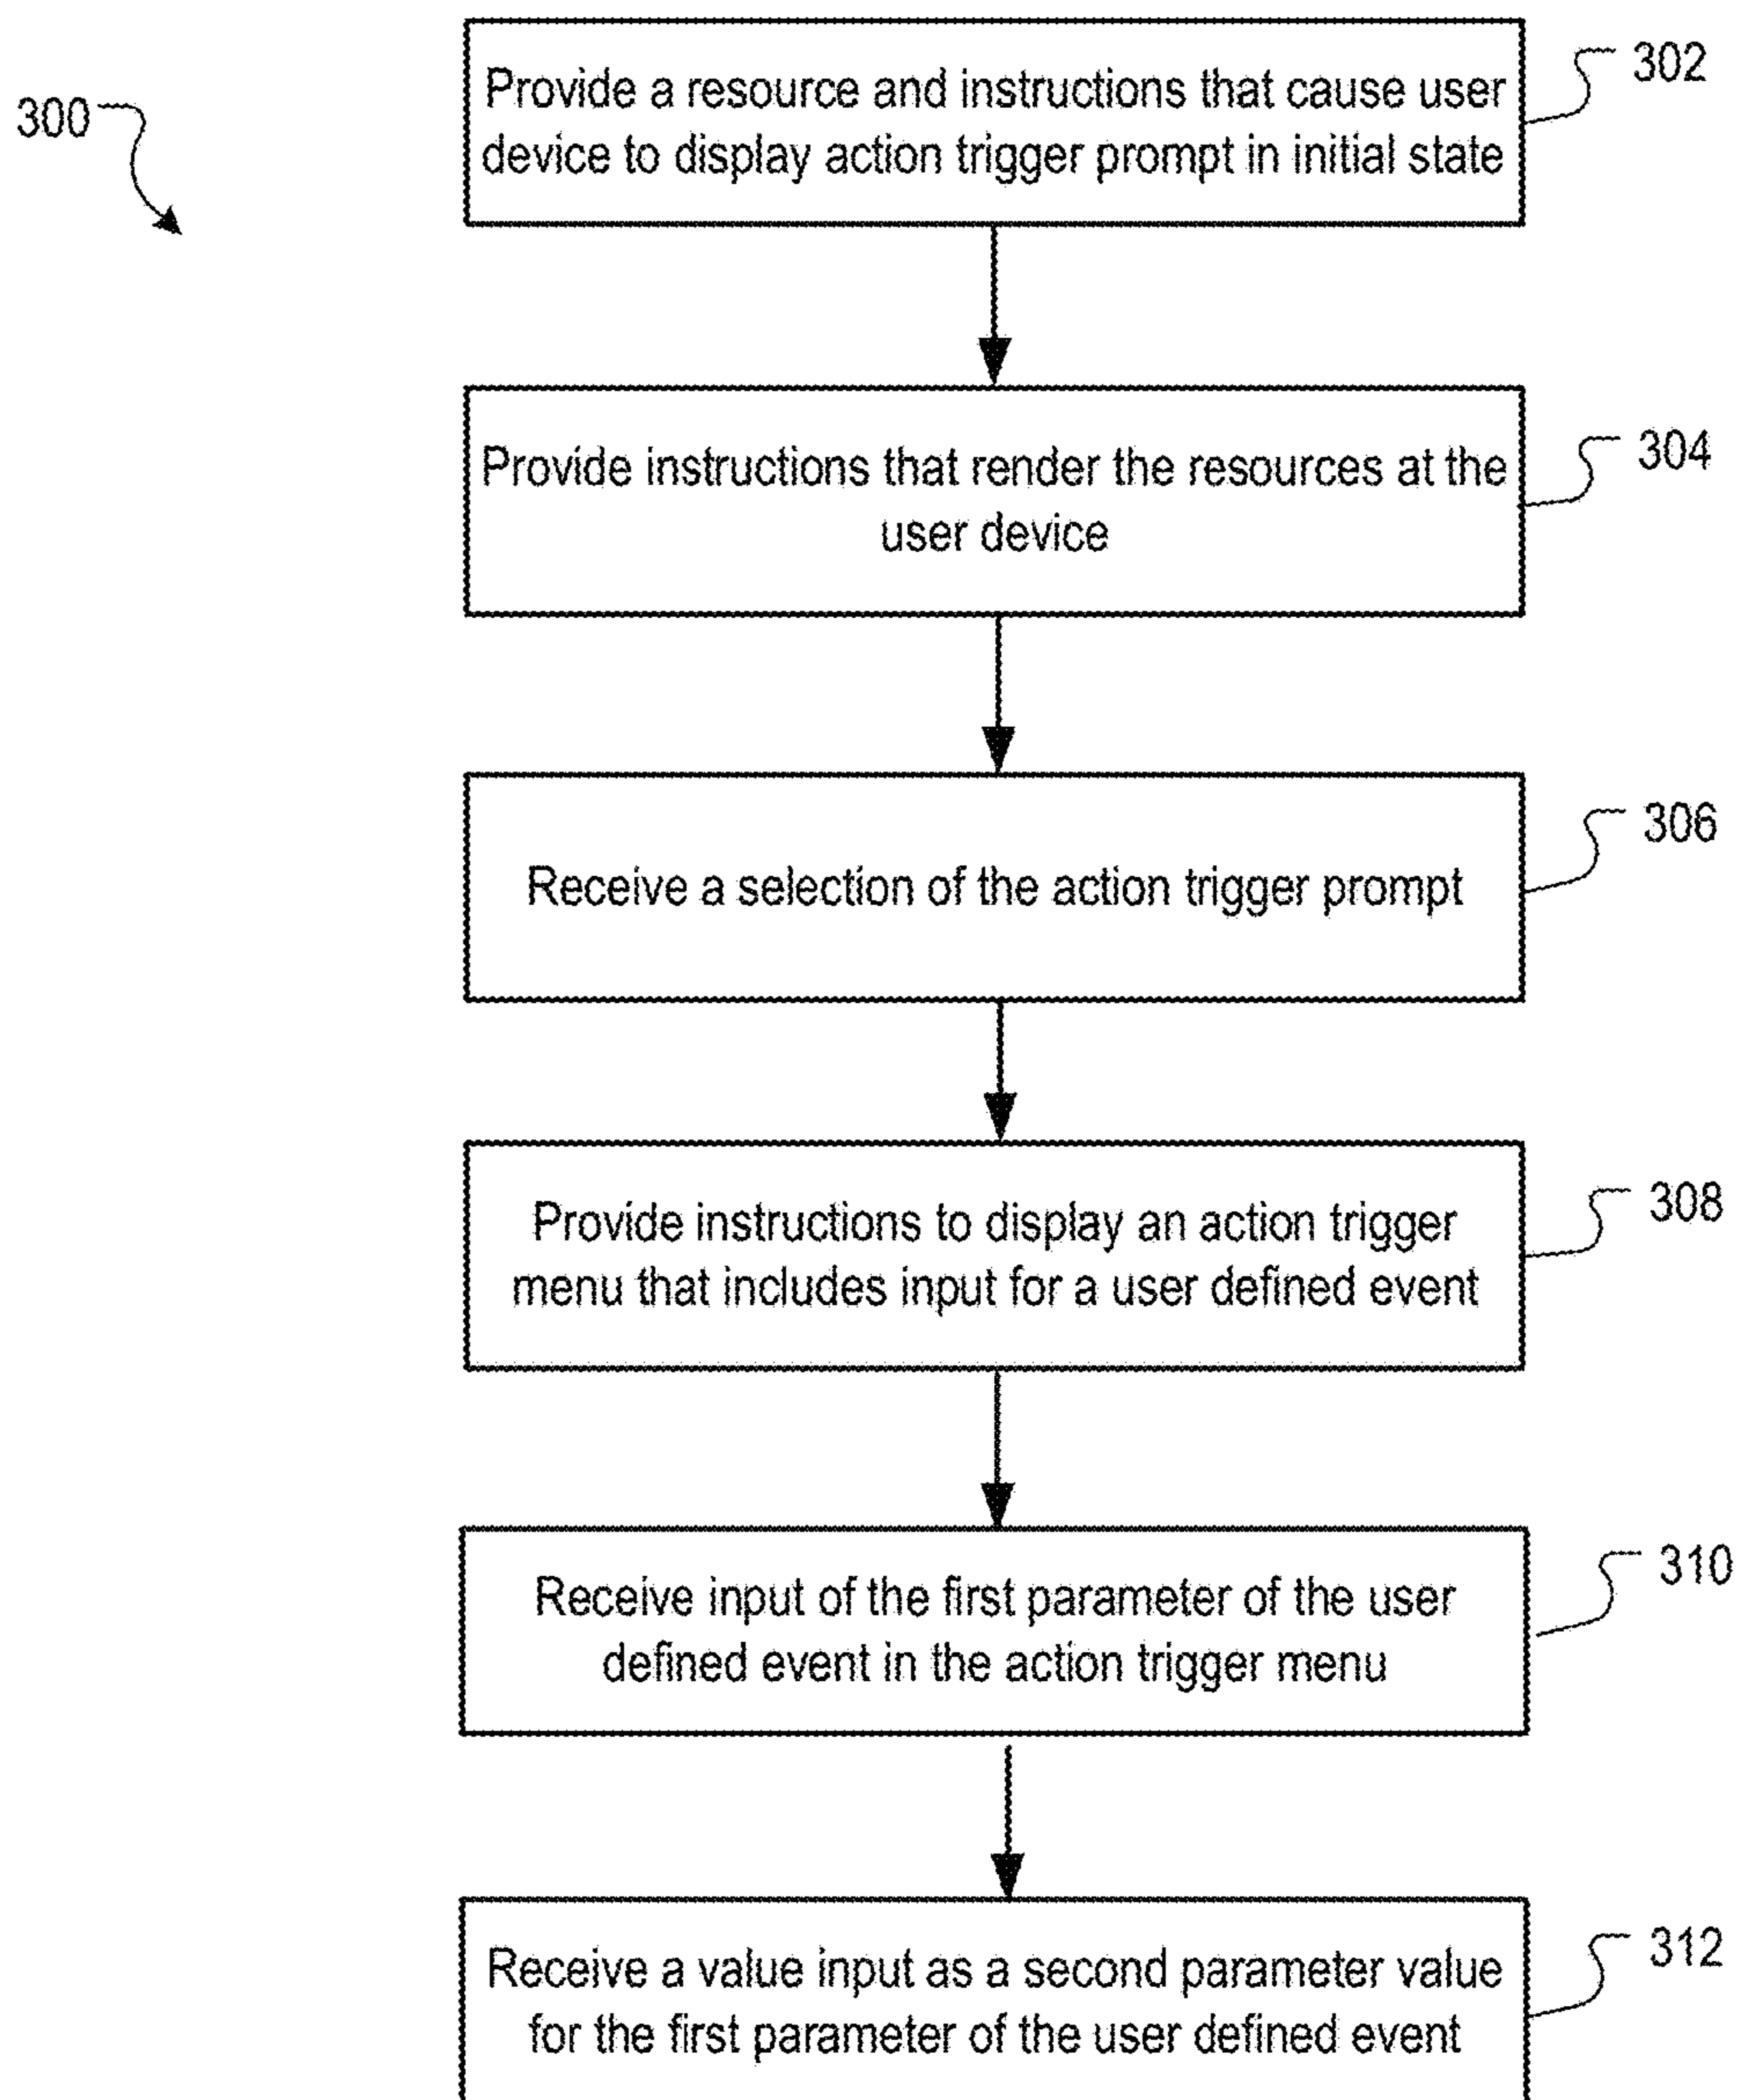 302
Provide a resource and instructions that cause user
device to display action trigger prompt in initial state
300
304
Provide instructions that render the resources at the
user device
306
Receive a selection of the action trigger prompt
308
Provide instructions to display an action trigger
menu that includes input for a user defined event
310
Receive input of the first parameter of the user
defined event in the action trigger menu
312
Receive a value input as a second parameter value
for the first parameter of the user defined event